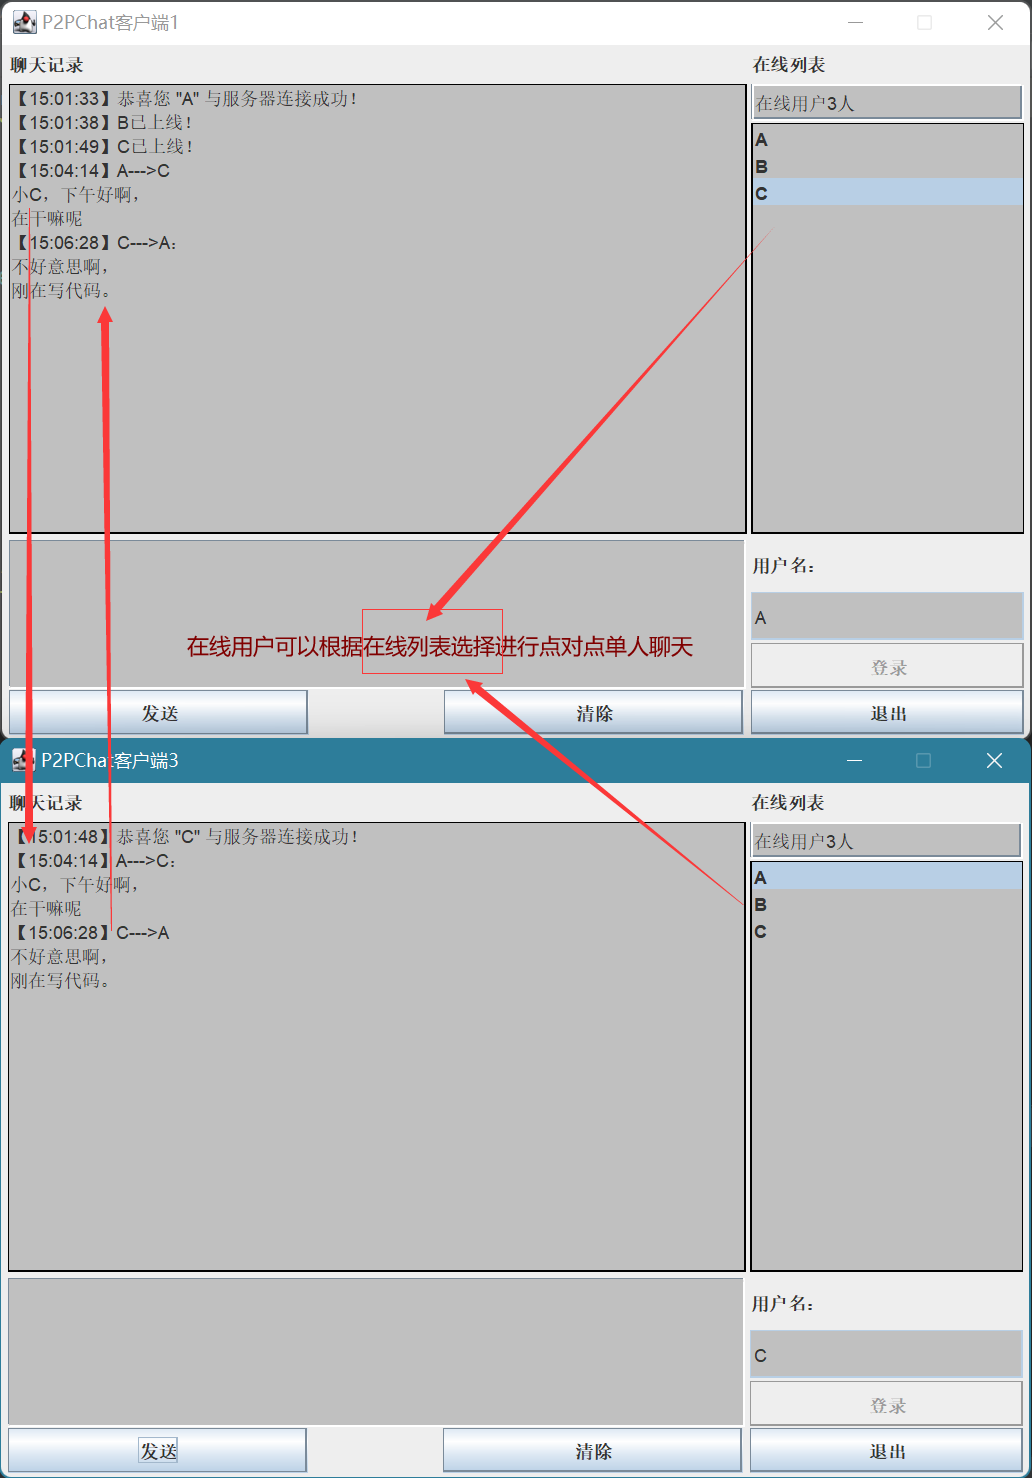 P2PChat客户端1
聊天记录
在线列表
【15:01:33】恭喜您 "A" 与服务器连接成功！
【15:01:38】B已上线！
【15:01:49】C已上线！
【15:04:14】A--->C
小C，下午好啊，
在干嘛呢
【15:06:28】C--->A：
不好意思啊，
刚在写代码。
在线用户3人
A
B
C
在线用户可以根据在线列表选择进行点对点单人聊天
用户名：
A
登录
发送
清除
退出
P2PChat客户端3
聊天记录
在线列表
【15:01:48】恭喜您 "C" 与服务器连接成功！
【15:04:14】A--->C：
小C，下午好啊，
在干嘛呢
【15:06:28】C--->A
不好意思啊，
刚在写代码。
在线用户3人
A
B
C
用户名：
C
登录
发送
清除
退出